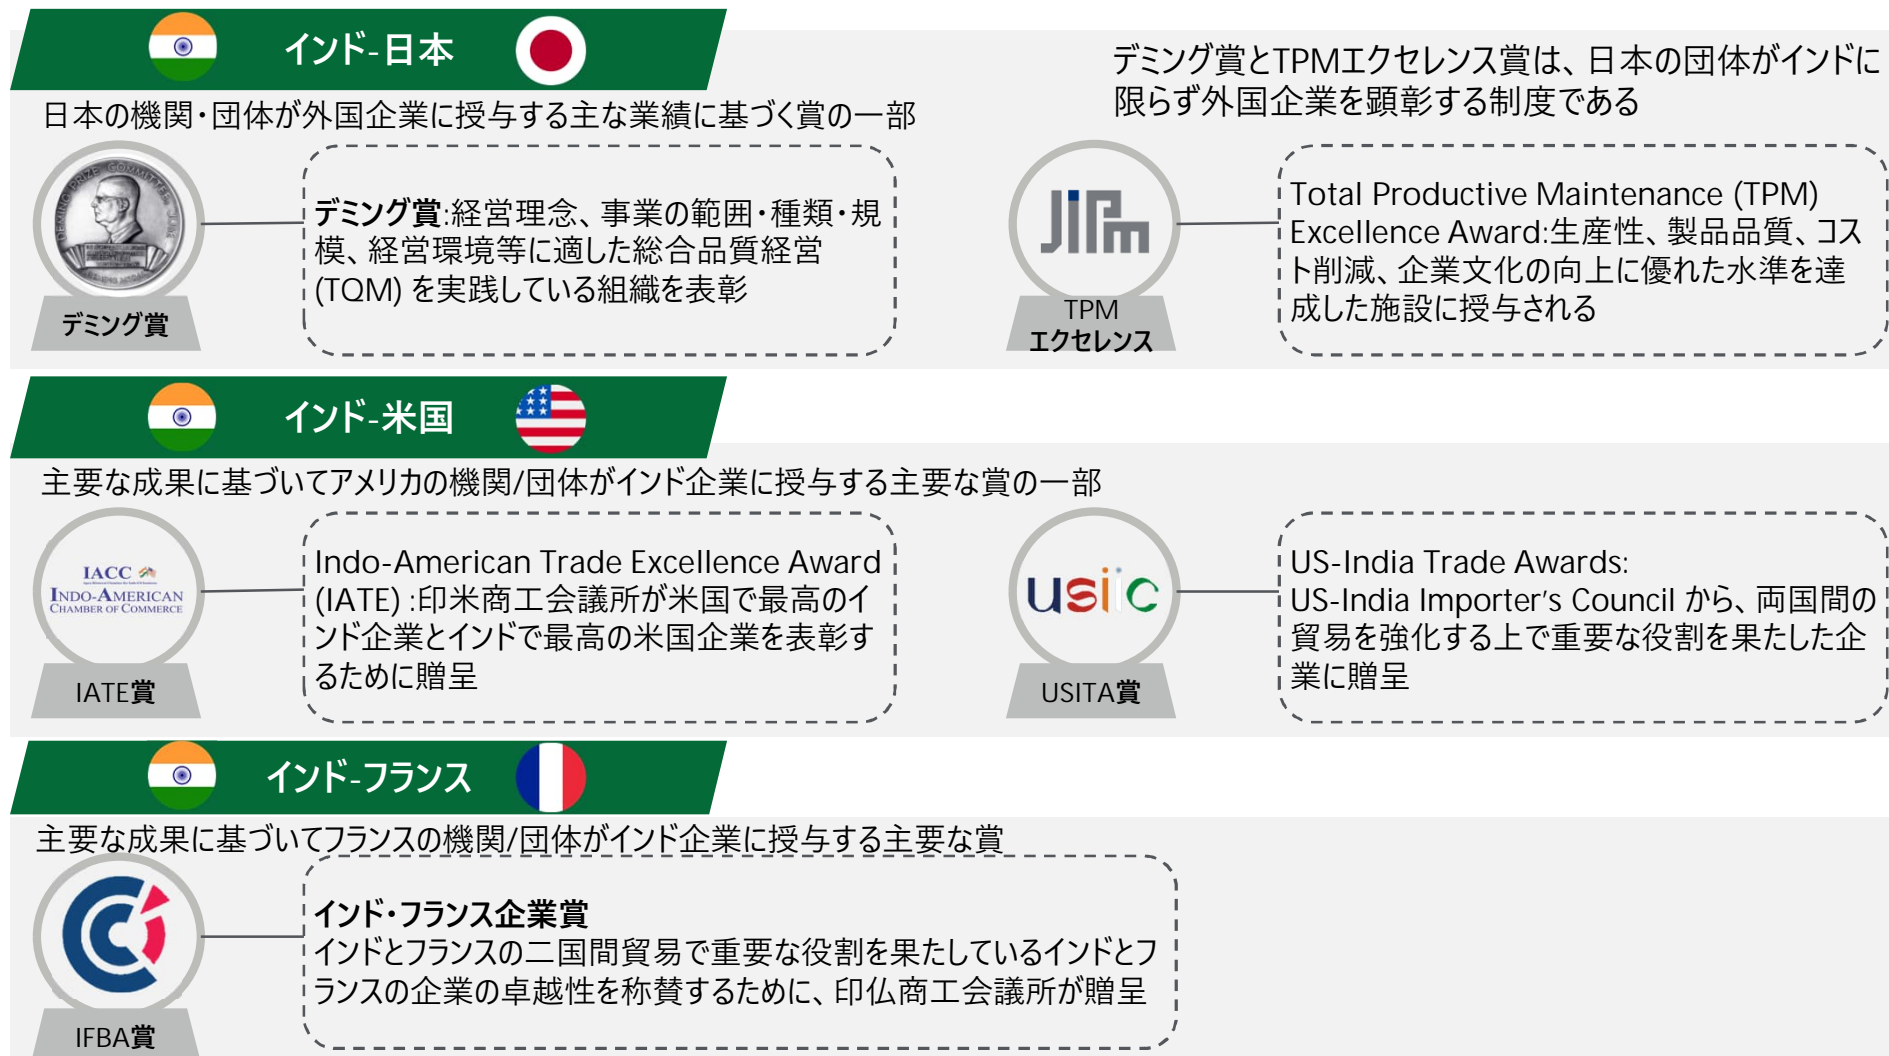 インド-日本
日本の機関・団体が外国企業に授与する主な業績に基づく賞の一部
デミング賞とTPMエクセレンス賞は、日本の団体がインドに
限らず外国企業を顕彰する制度である
デミング賞:経営理念、事業の範囲・種類・規
模、経営環境等に適した総合品質経営
(TQM) を実践している組織を表彰
デミング賞
JIPm
Total Productive Maintenance (TPM)
Excellence Award:生産性、製品品質、コス
ト削減、企業文化の向上に優れた水準を達
成した施設に授与される
TPM
エクセレンス
インド-米国
主要な成果に基づいてアメリカの機関/団体がインド企業に授与する主要な賞の一部
IACC
INDO-AMERICAN
CHAMBER OF COMMERCE
IATE賞
Indo-American Trade Excellence Award
(IATE) :印米商工会議所が米国で最高のイ
ンド企業とインドで最高の米国企業を表彰す
るために贈呈
usiic
USITA賞
US-India Trade Awards:
US-India Importer's Council から、両国間の
貿易を強化する上で重要な役割を果たした企
業に贈呈
インド-フランス
主要な成果に基づいてフランスの機関/団体がインド企業に授与する主要な賞
インド・フランス企業賞
インドとフランスの二国間貿易で重要な役割を果たしているインドとフ
ランスの企業の卓越性を称賛するために、印仏商工会議所が贈呈
IFBA賞